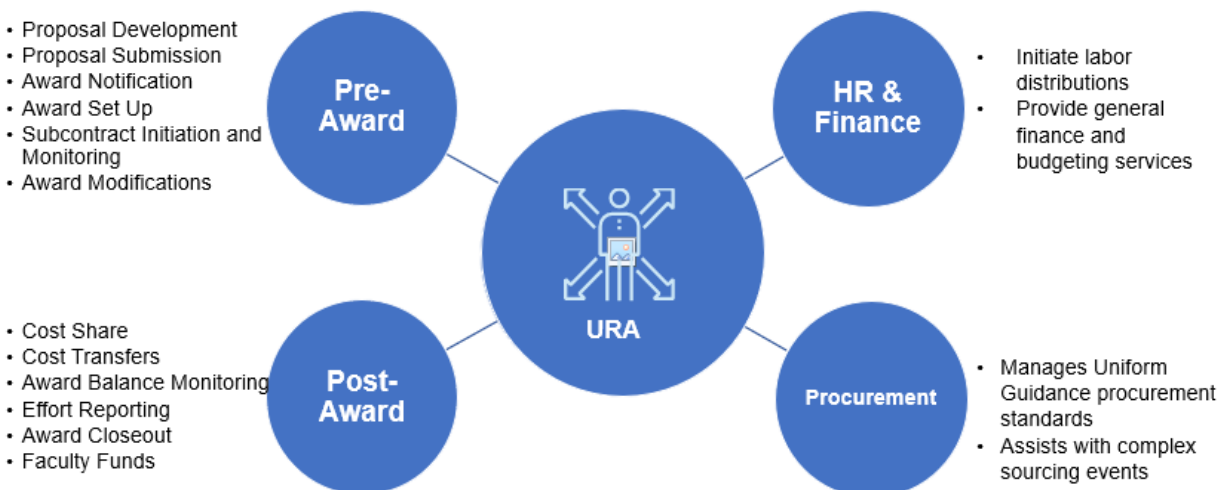 • Proposal Development
• Proposal Submission
• Award Notification
• Award Set Up
• Subcontract Initiation and
Monitoring
• Award Modifications
Pre-
Award
HR &
Finance
• Initiate labor
distributions
• Provide general
finance and
budgeting services
URA
• Cost Share
• Cost Transfers
• Award Balance Monitoring
• Effort Reporting
• Award Closeout
• Faculty Funds
Post-
Award
Procurement
• Manages Uniform
Guidance procurement
standards
• Assists with complex
sourcing events